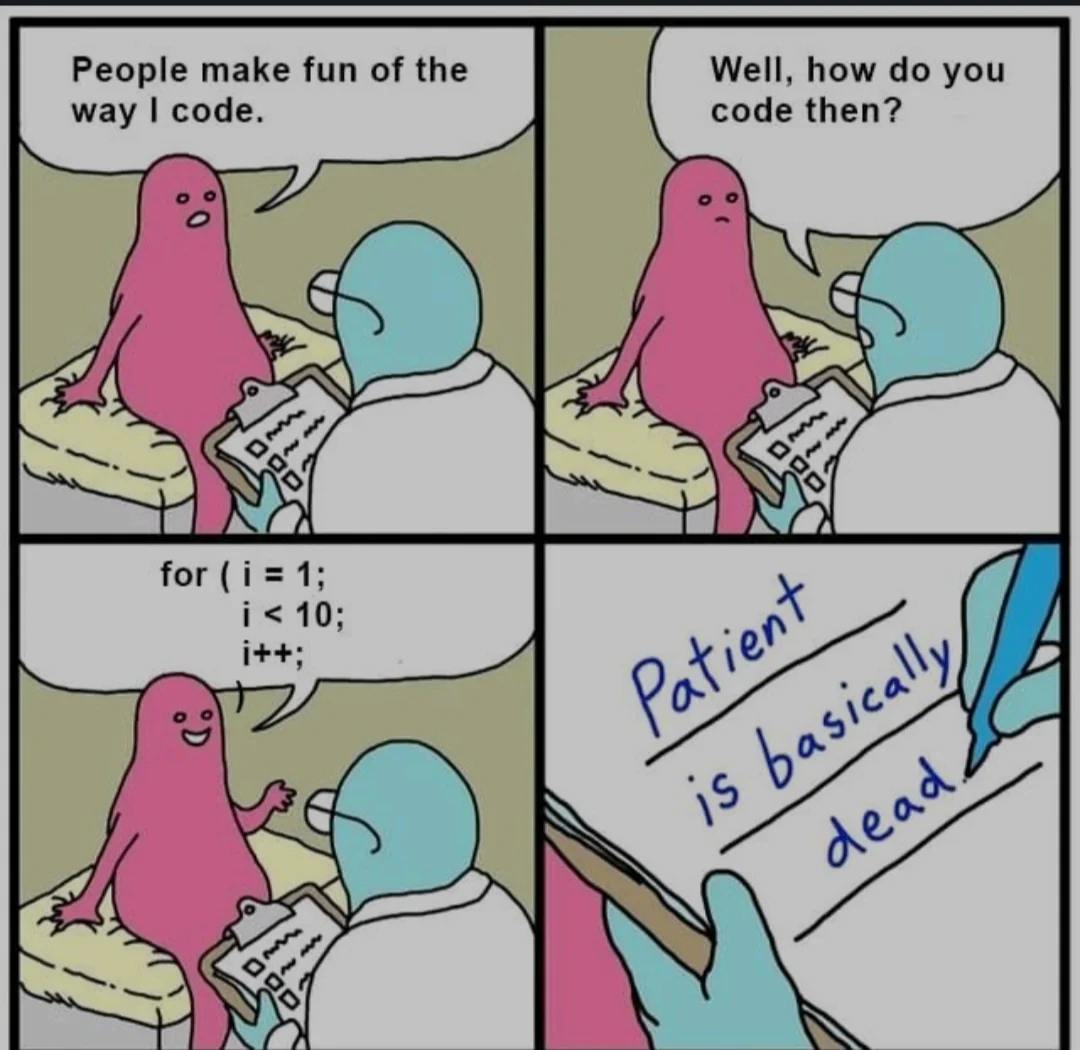 People make fun of the
way I code.
Well, how do you
code then?
for ( i = 1;
i < 10;
i++;
)
Patient
is basically
dead.